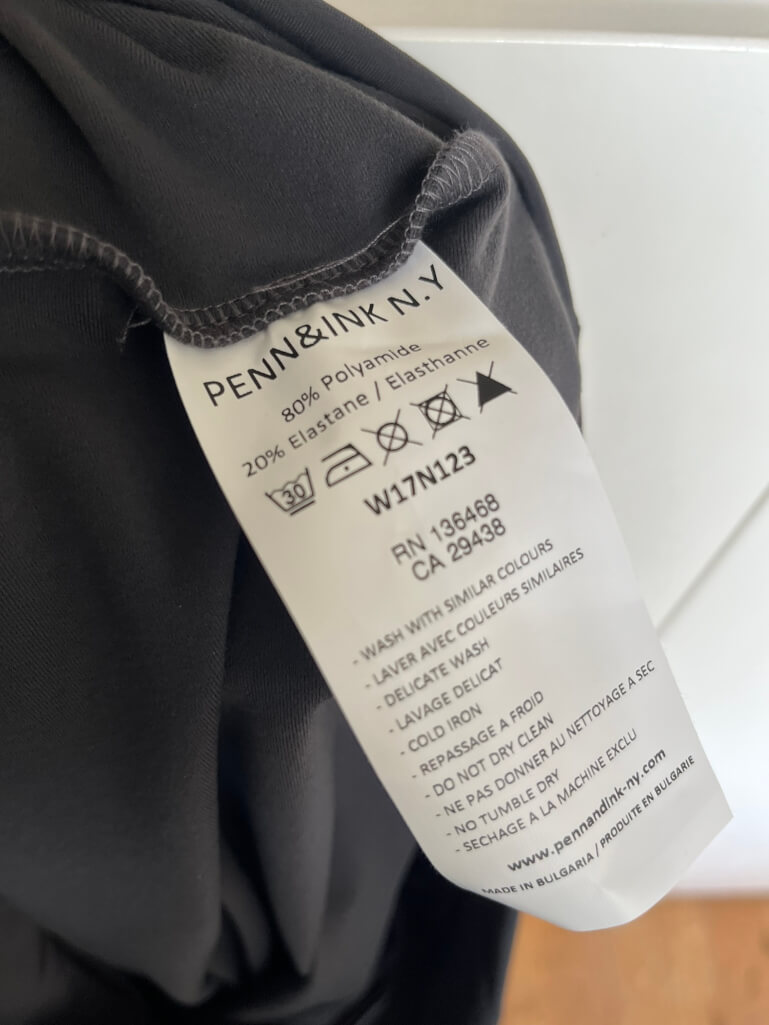 PENN&INK N.Y
80% Polyamide
20% Elastane / Elasthanne
30
W17N123
RN 136468
CA 29438
- WASH WITH SIMILAR COLOURS
- LAVER AVEC COULEURS SIMILAIRES
- DELICATE WASH
- LAVAGE DELICAT
- COLD IRON
- REPASSAGE A FROID
- DO NOT DRY CLEAN
- NE PAS DONNER AU NETTOYAGE A SEC
- NO TUMBLE DRY
- SECHAGE A LA MACHINE EXCLU
www.pennandink-ny.com
MADE IN BULGARIA / PRODUITE EN BULGARIE